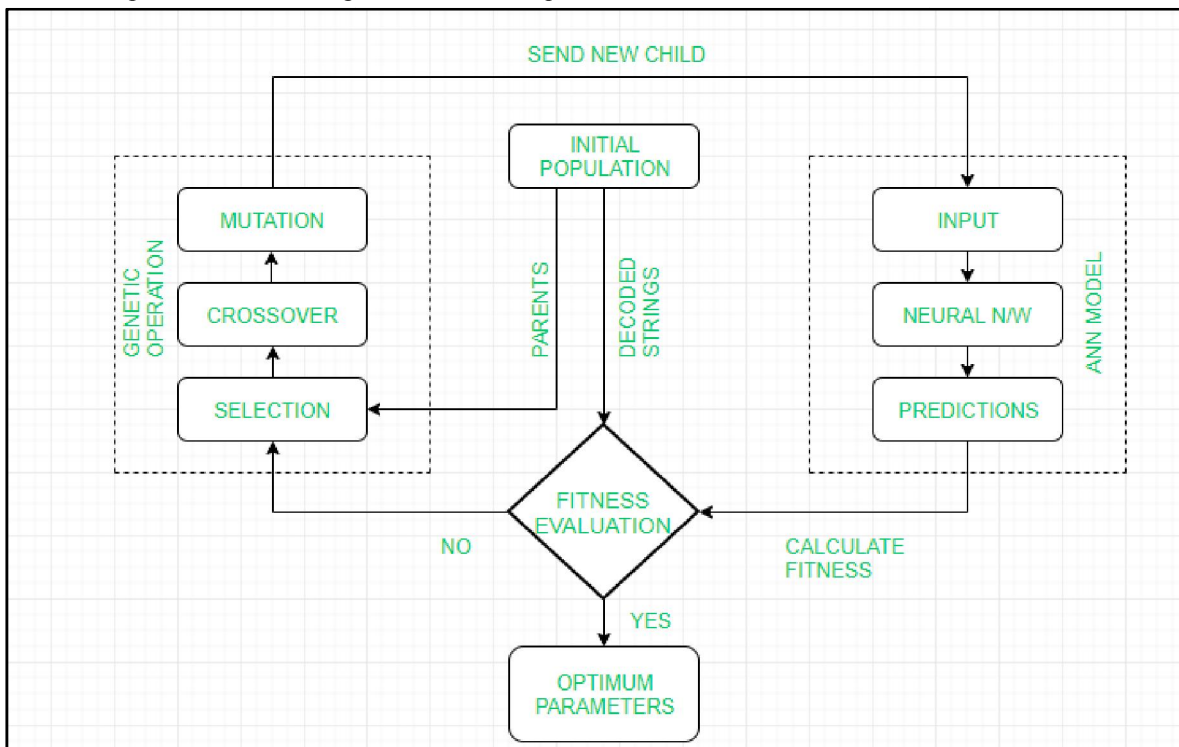 SEND NEW CHILD
INITIAL
POPULATION
MUTATION
CROSSOVER
SELECTION
GENETIC
OPERATION
PARENTS
DECODED
STRINGS
INPUT
NEURAL N/W
PREDICTIONS
ANN MODEL
FITNESS
EVALUATION
NO
CALCULATE
FITNESS
YES
OPTIMUM
PARAMETERS